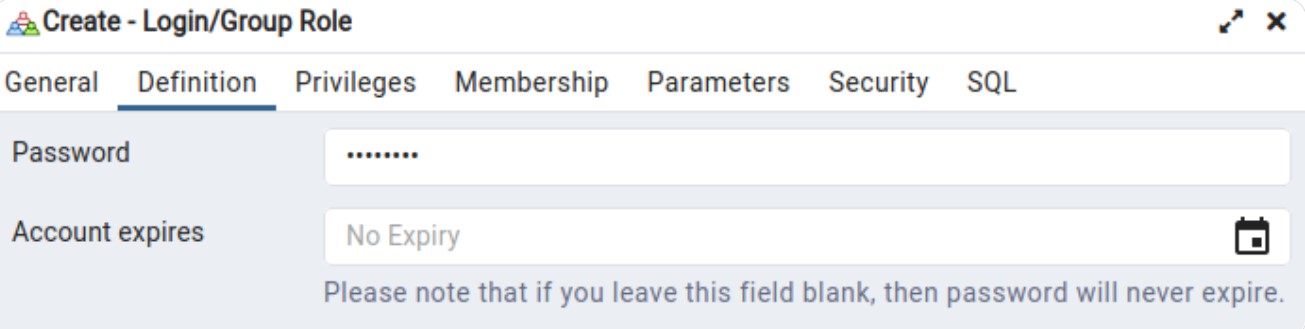 Create - Login/Group Role
General Definition Privileges Membership Parameters Security SQL
Password ••••••••
Account expires No Expiry
Please note that if you leave this field blank, then password will never expire.